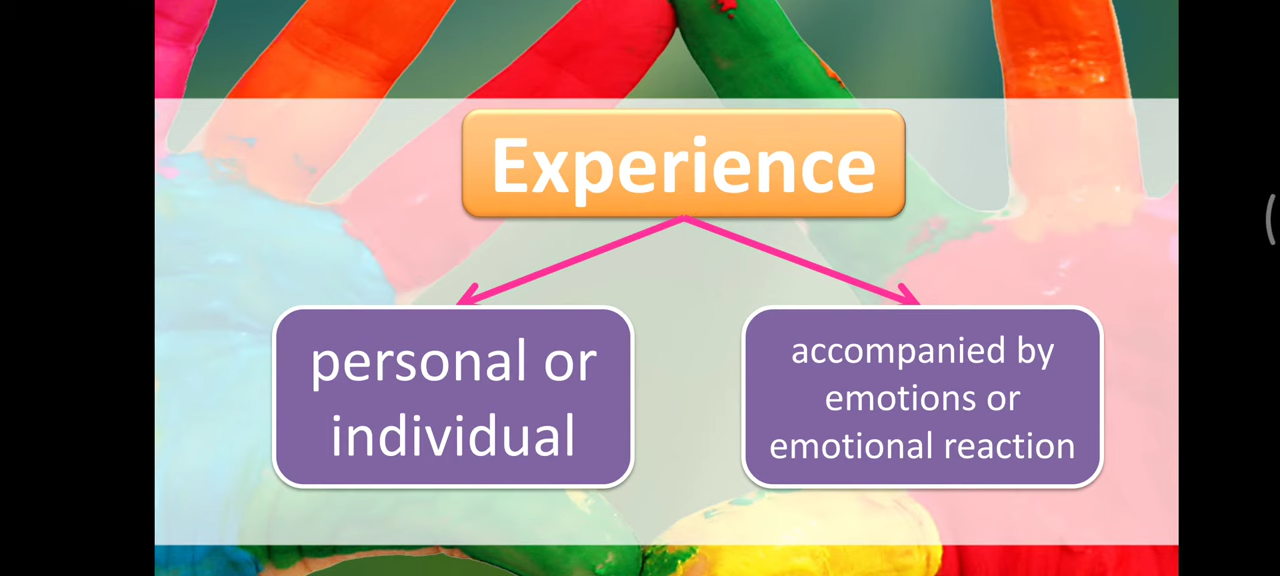 Experience
personal or
individual
accompanied by
emotions or
emotional reaction